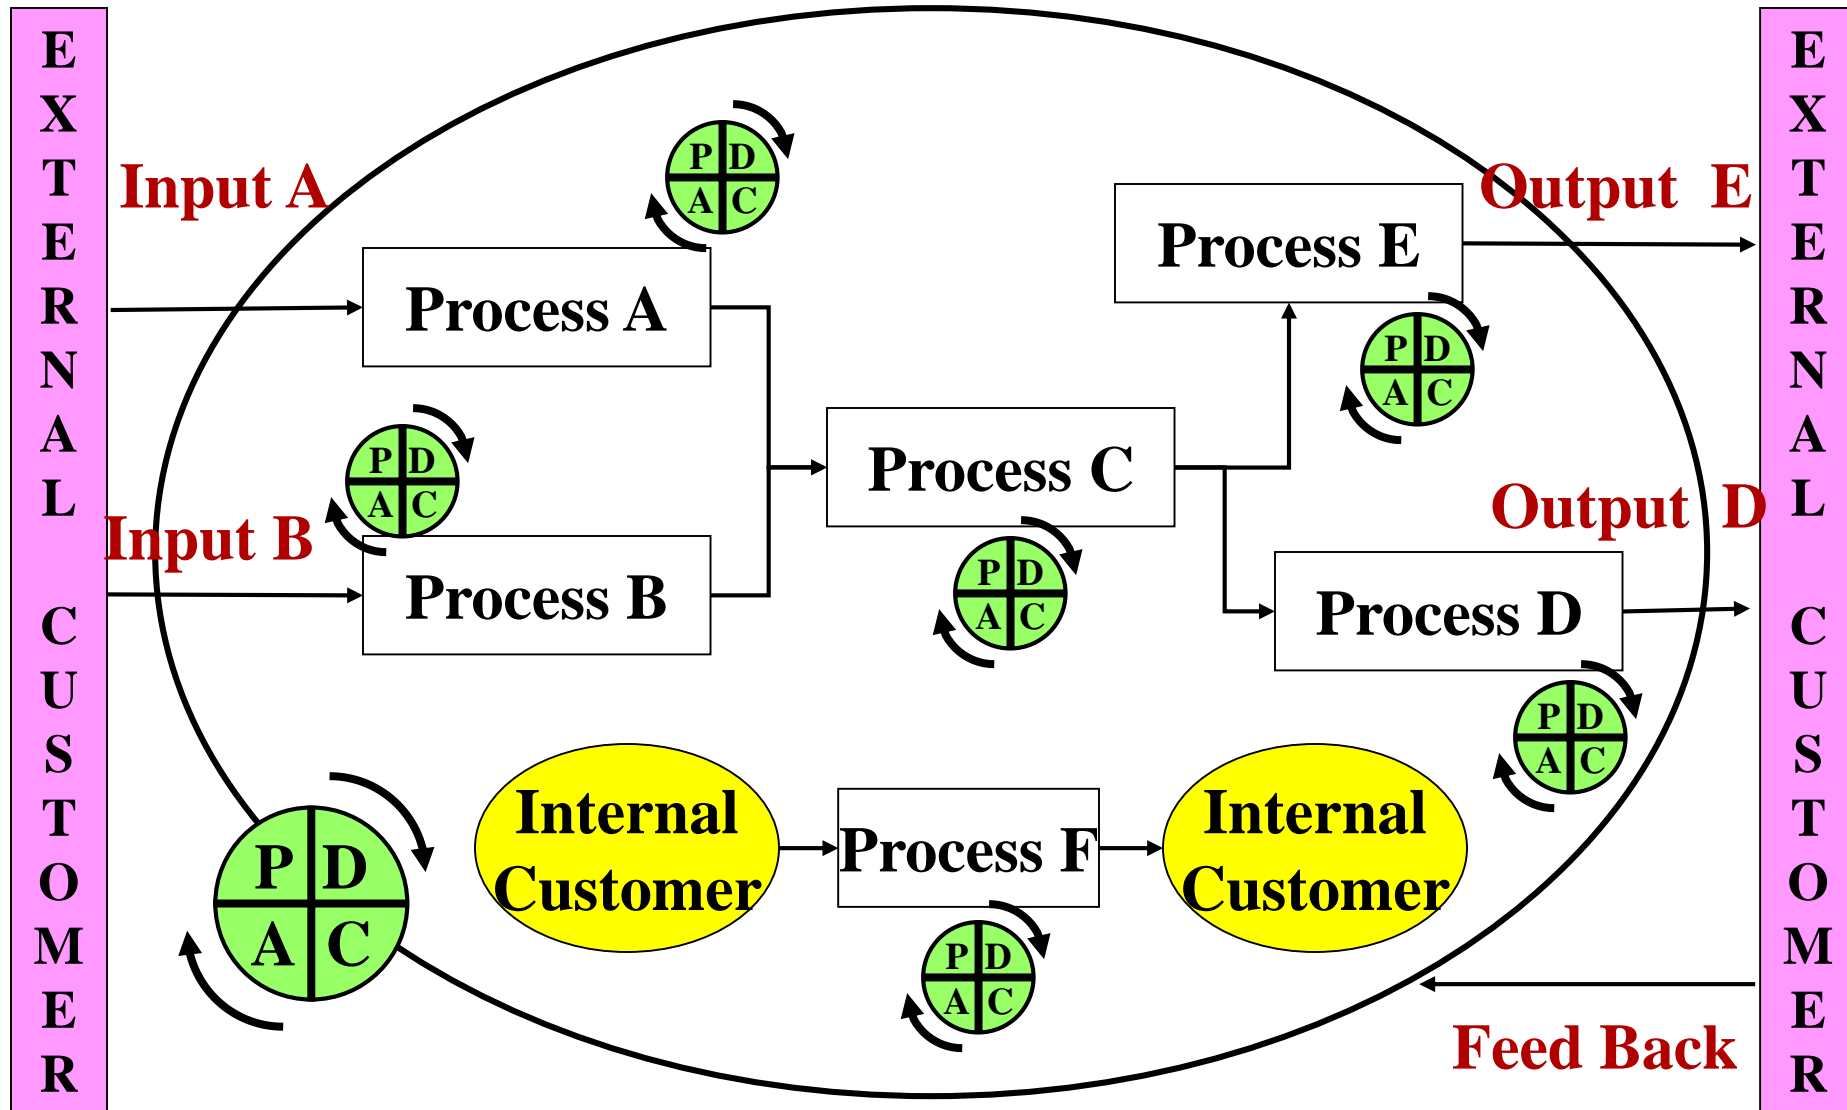 EXTERNAL CUSTOMER
Input A
P D
A C
Process A
P D
A C
Input B
Process B
Process C
P D
A C
Process E
Output E
P D
A C
Output D
Process D
P D
A C
P D
A C
Internal
Customer
Process F
P D
A C
Internal
Customer
Feed Back
EXTERNAL CUSTOMER